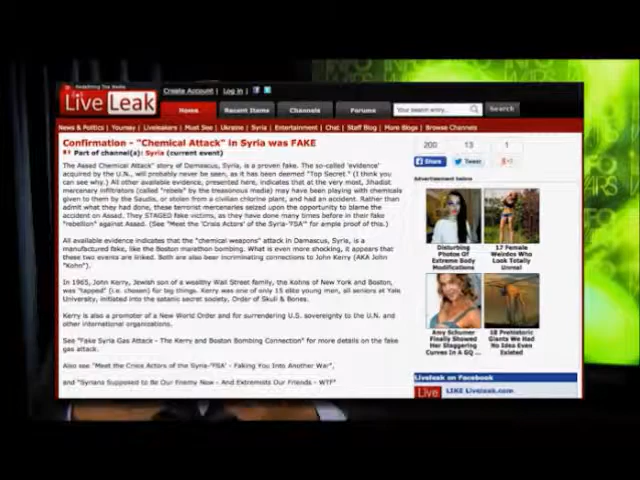 Redefining The Media
LiveLeak
Create Account | Log in |
Home
Recent Items
Channels
Forums
Search
News & Politics | Yoursay | Liveleakers | Must See | Ukraine | Syria | Entertainment | Chat | Staff Blog | More Blogs | Browse Channels
Confirmation - "Chemical Attack" in Syria was FAKE
Part of channel(s): Syria (current event)
The Assad Chemical Attack" story of Damascus, Syria, is a proven fake. The so-called 'evidence'
acquired by the U.N., will probably never be seen, as it has been deemed "Top Secret." (I think you
can see why.) All other available evidence, presented here, indicates that at the very most, Jihadist
mercenary infiltrators (called "rebels" by the treasonous media) may have been playing with chemicals
given to them by the Saudis, or stolen from a civilian chlorine plant, and had an accident. Rather than
admit what they had done, these terrorist mercenaries seized upon the opportunity to blame the
accident on Assad. They STAGED fake victims, as they have done many times before in their fake
"rebellion" against Assad. (See "Meet the 'Crisis Actors of the Syria-'FSA'" for ample proof of this.)
All available evidence indicates that the "chemical weapons" attack in Damascus, Syria, is a
manufactured fake, like the Boston marathon bombing. What is even more shocking, it appears that
these two events are linked. Both are also incriminating connections to John Kerry (AKA John
"Kohn").
In 1965, John Kerry, Jewish son of a wealthy Wall Street family, the Kohns of New York and Boston,
was "tapped" (i.e. chosen) for big things. Kerry was one of only 15 elite young men, all seniors at Yale
University, initiated into the satanic secret society, Order of Skull & Bones.
Kerry is also a promoter of a New World Order and for surrendering U.S. sovereignty to the U.N. and
other international organizations.
See "Fake Syria Gas Attack - The Kerry and Boston Bombing Connection" for more details on the fake
gas attack.
Also see "Meet the Crisis Actors of the Syria-'FSA' - Faking You Into Another War",
and "Syrians Supposed to Be Our Enemy Now - And Extremists Our Friends - WTF"
200
13
1
Share
Tweet
+1
Advertisement below
Disturbing
Photos Of
Extreme Body
Modifications
17 Female
Weirdos Who
Look Totally
Unreal
Amy Schumer
Finally Showed
Her Staggering
Curves In A GQ ...
18 Prehistoric
Giants We Had
No Idea Even
Existed
Liveleak on Facebook
Live
LIKE Liveleak.com